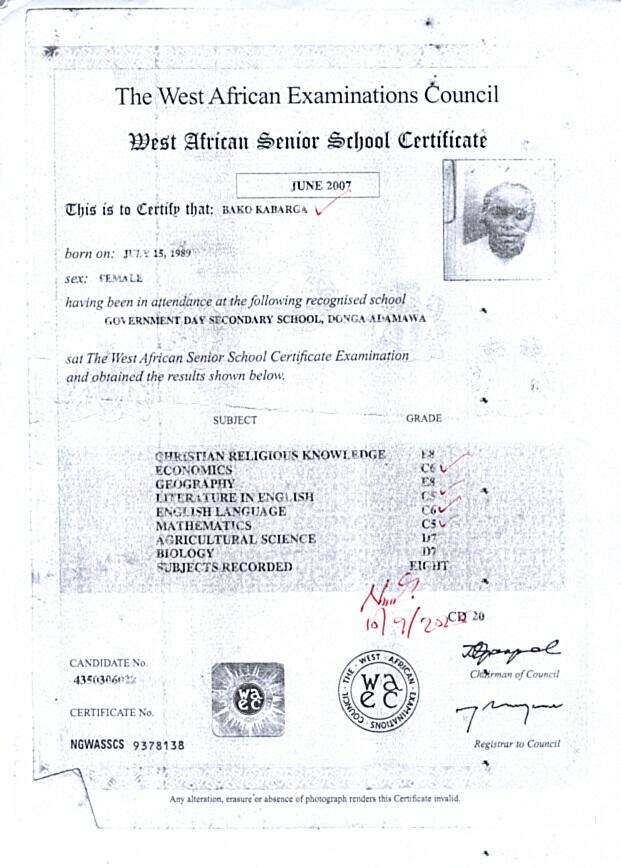 The West African Examinations Council
West African Senior School Certificate
JUNE 2007
This is to Certify that: BAKO KABARGA
born on: JULY 15, 1989
sex: FEMALE
having been in attendance at the following recognised school
GOVERNMENT DAY SECONDARY SCHOOL, DONGA ADAMAWA
sat The West African Senior School Certificate Examination
and obtained the results shown below.
SUBJECT GRADE
CHRISTIAN RELIGIOUS KNOWLEDGE E8
ECONOMICS C6
GEOGRAPHY E8
LITERATURE IN ENGLISH C5
ENGLISH LANGUAGE C6
MATHEMATICS C5
AGRICULTURAL SCIENCE D7
BIOLOGY D7
SUBJECTS RECORDED EIGHT
10/9/
CD 20
CANDIDATE No.
Chairman of Council
CERTIFICATE No.
NGWASSCS 9378138
waec
THE · WEST · AFRICAN · EXAMINATIONS COUNCIL ·
waec
Registrar to Council
Any alteration, erasure or absence of photograph renders this Certificate invalid.